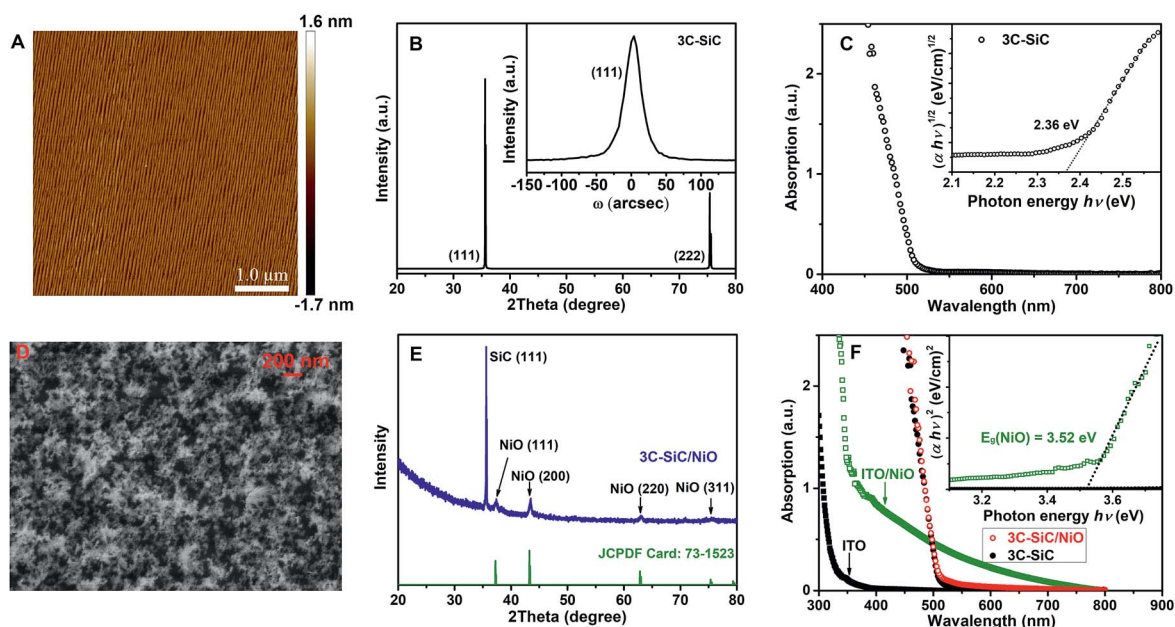 A
1.6 nm
1.0 μm
-1.7 nm
B
3C-SiC
(111)
Intensity (a.u.)
-150 -100 -50 0 50 100
ω (arcsec)
Intensity (a.u.)
(111)
(222)
20 30 40 50 60 70 80
2Theta (degree)
C
3C-SiC
(α hν)1/2 (eV/cm)1/2
2.36 eV
2.1 2.2 2.3 2.4 2.5
Photon energy hν (eV)
Absorption (a.u.)
2
1
0
400 500 600 700 800
Wavelength (nm)
D
200 nm
E
SiC (111)
NiO (111)
NiO (200)
3C-SiC/NiO
NiO (220)
NiO (311)
JCPDF Card: 73-1523
Intensity
20 30 40 50 60 70 80
2Theta (degree)
F
(α hν)2 (eV/cm)2
Eg(NiO) = 3.52 eV
3.2 3.4 3.6
Photon energy hν (eV)
ITO/NiO
ITO
3C-SiC/NiO
3C-SiC
Absorption (a.u.)
2
1
0
300 400 500 600 700 800 900
Wavelength (nm)